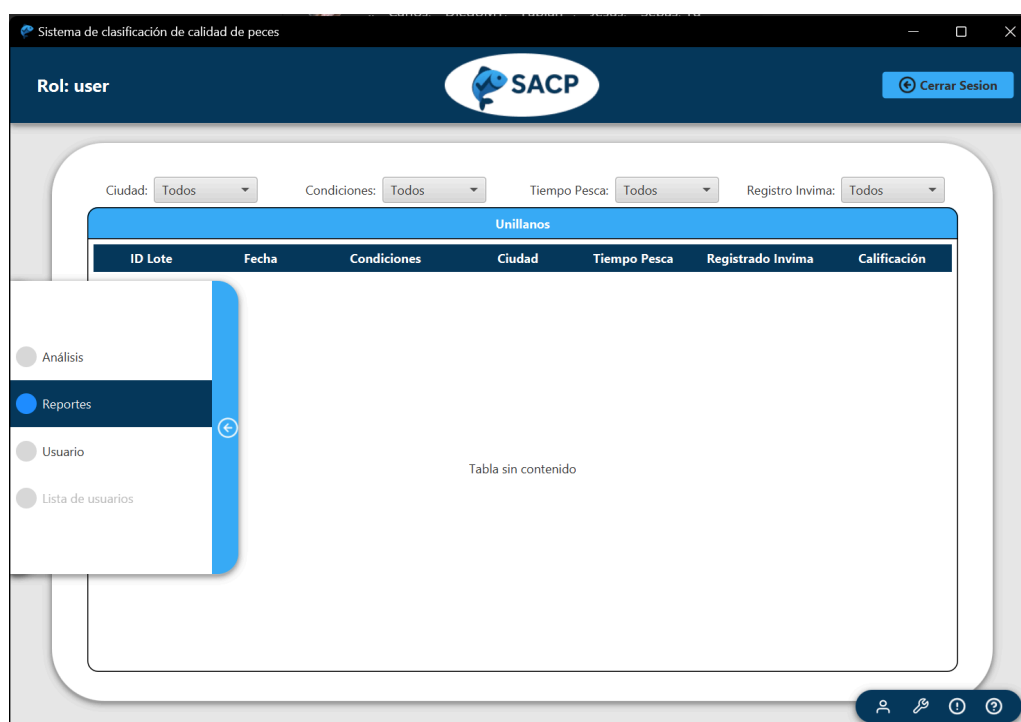 Sistema de clasificación de calidad de peces
Rol: user
SACP
Cerrar Sesion
Ciudad: Todos Condiciones: Todos Tiempo Pesca: Todos Registro Invima: Todos
Unillanos
ID Lote Fecha Condiciones Ciudad Tiempo Pesca Registrado Invima Calificación
Análisis
Reportes
Usuario
Lista de usuarios
Tabla sin contenido